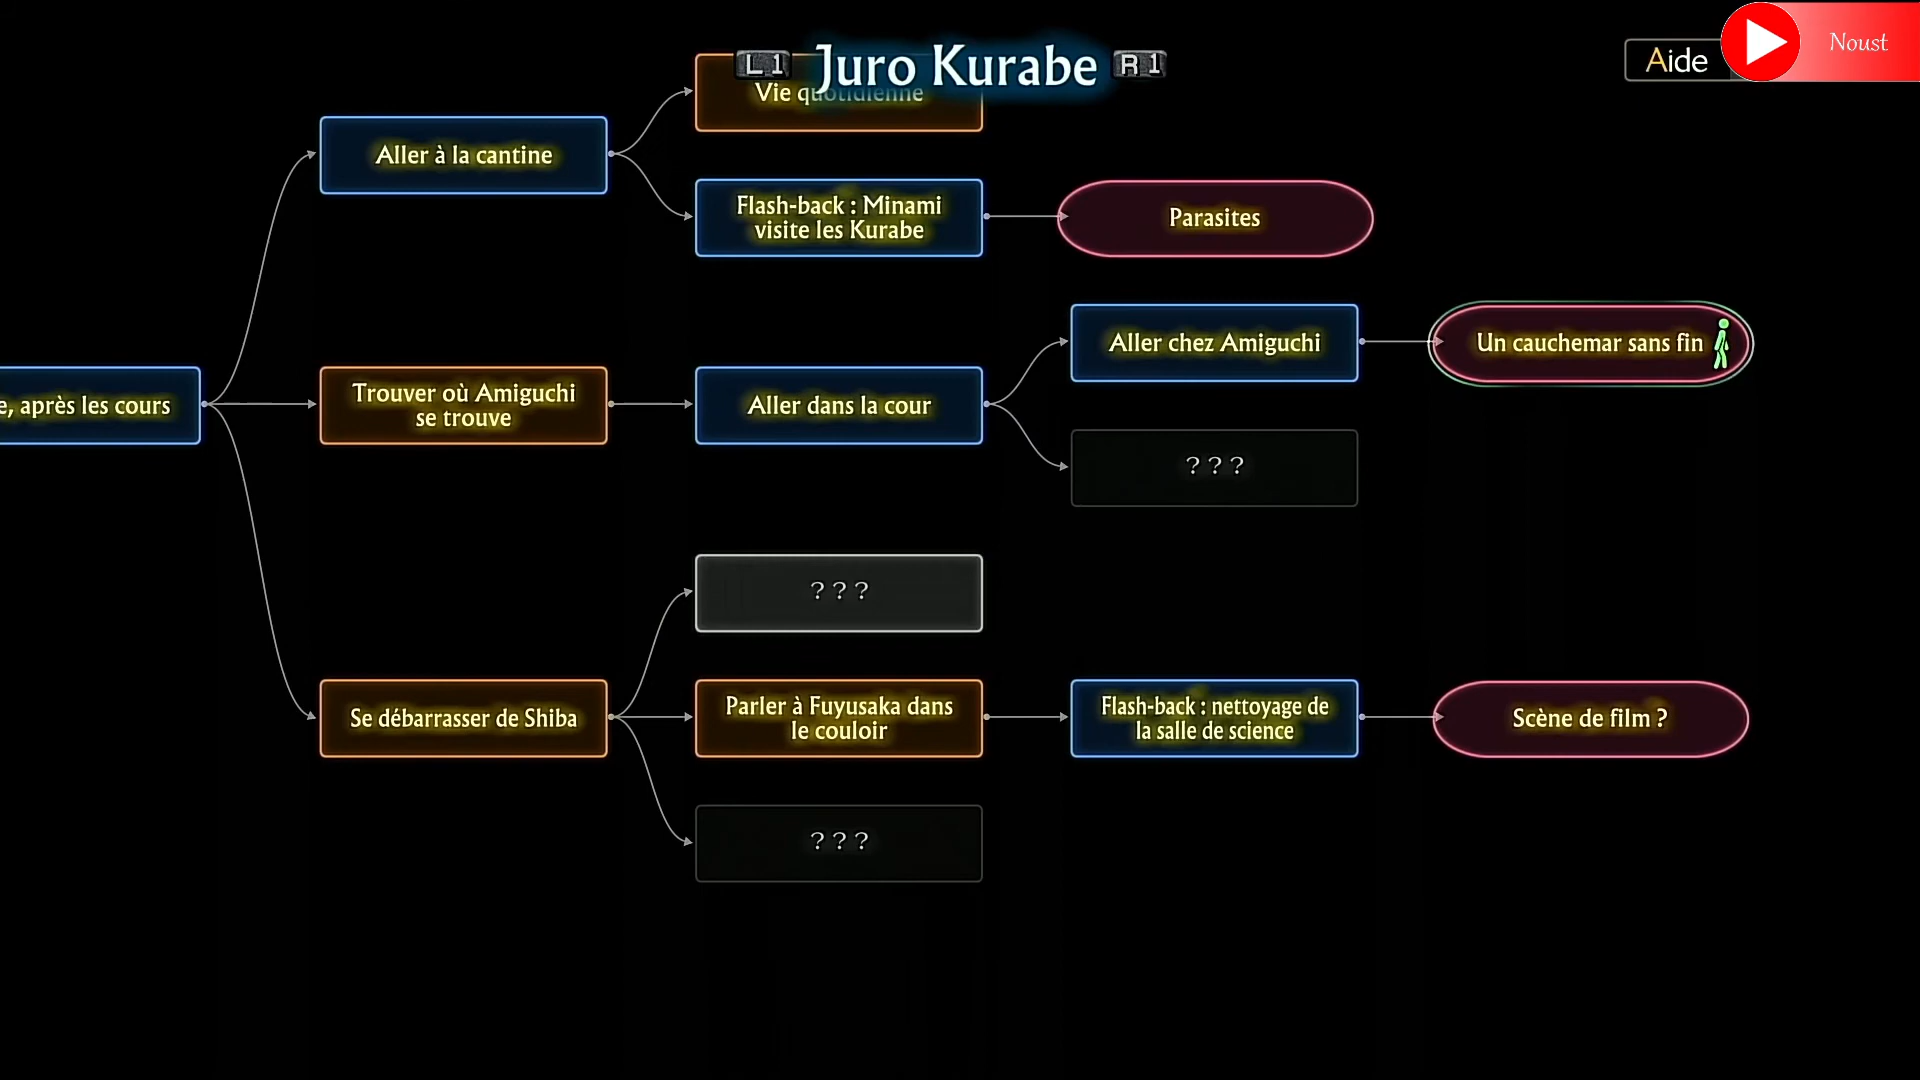 L1 Juro Kurabe R1
Aide
Noust
Vie quotidienne
Aller à la cantine
Flash-back : Minami
visite les Kurabe
Parasites
Aller chez Amiguchi
Un cauchemar sans fin
e, après les cours
Trouver où Amiguchi
se trouve
Aller dans la cour
? ? ?
? ? ?
Se débarrasser de Shiba
Parler à Fuyusaka dans
le couloir
Flash-back : nettoyage de
la salle de science
Scène de film ?
? ? ?